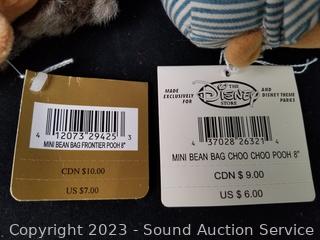 4 12073 29425 3
MINI BEAN BAG FRONTIER POOH 8"
CDN $10.00
US $7.00
MADE EXCLUSIVELY FOR
THE DISNEY STORE
AND DISNEY THEME PARKS
4 37028 26321 4
MINI BEAN BAG CHOO CHOO POOH 8"
CDN $ 9.00
US $ 6.00
Copyright 2023 - Sound Auction Service